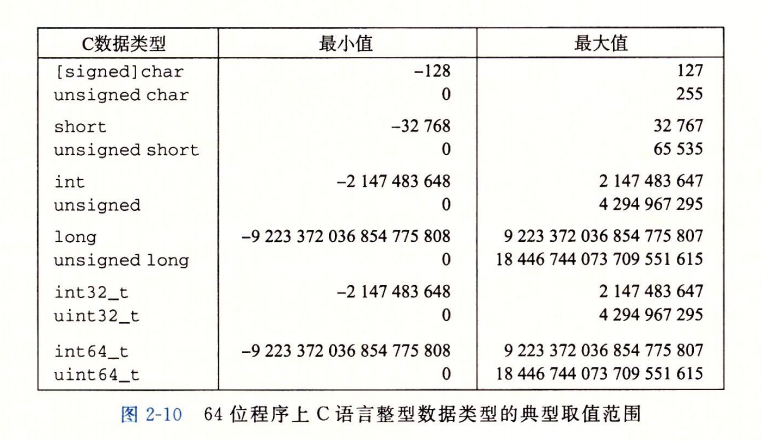 C数据类型 最小值 最大值
[signed]char −128 127
unsigned char 0 255
short −32 768 32 767
unsigned short 0 65 535
int −2 147 483 648 2 147 483 647
unsigned 0 4 294 967 295
long −9 223 372 036 854 775 808 9 223 372 036 854 775 807
unsigned long 0 18 446 744 073 709 551 615
int32_t −2 147 483 648 2 147 483 647
uint32_t 0 4 294 967 295
int64_t −9 223 372 036 854 775 808 9 223 372 036 854 775 807
uint64_t 0 18 446 744 073 709 551 615
图 2-10 64 位程序上 C 语言整型数据类型的典型取值范围